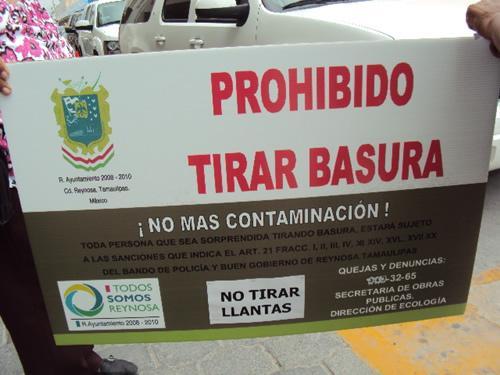 PROHIBIDO
TIRAR BASURA
R. Ayuntamiento 2008 - 2010
Cd. Reynosa, Tamaulipas.
México
¡ NO MAS CONTAMINACIÓN !
TODA PERSONA QUE SEA SORPRENDIDA TIRANDO BASURA, ESTARA SUJETO
A LAS SANCIONES QUE INDICA EL ART. 21 FRACC. I, II, III, IV, XI XIV, XVL, XVII XX
DEL BANDO DE POLICÍA Y BUEN GOBIERNO DE REYNOSA TAMAULIPAS
TODOS
SOMOS
REYNOSA
R.Ayuntamiento 2008 - 2010
NO TIRAR
LLANTAS
QUEJAS Y DENUNCIAS:
-32-65
SECRETARIA DE OBRAS
PUBLICAS.
DIRECCIÓN DE ECOLOGÍA